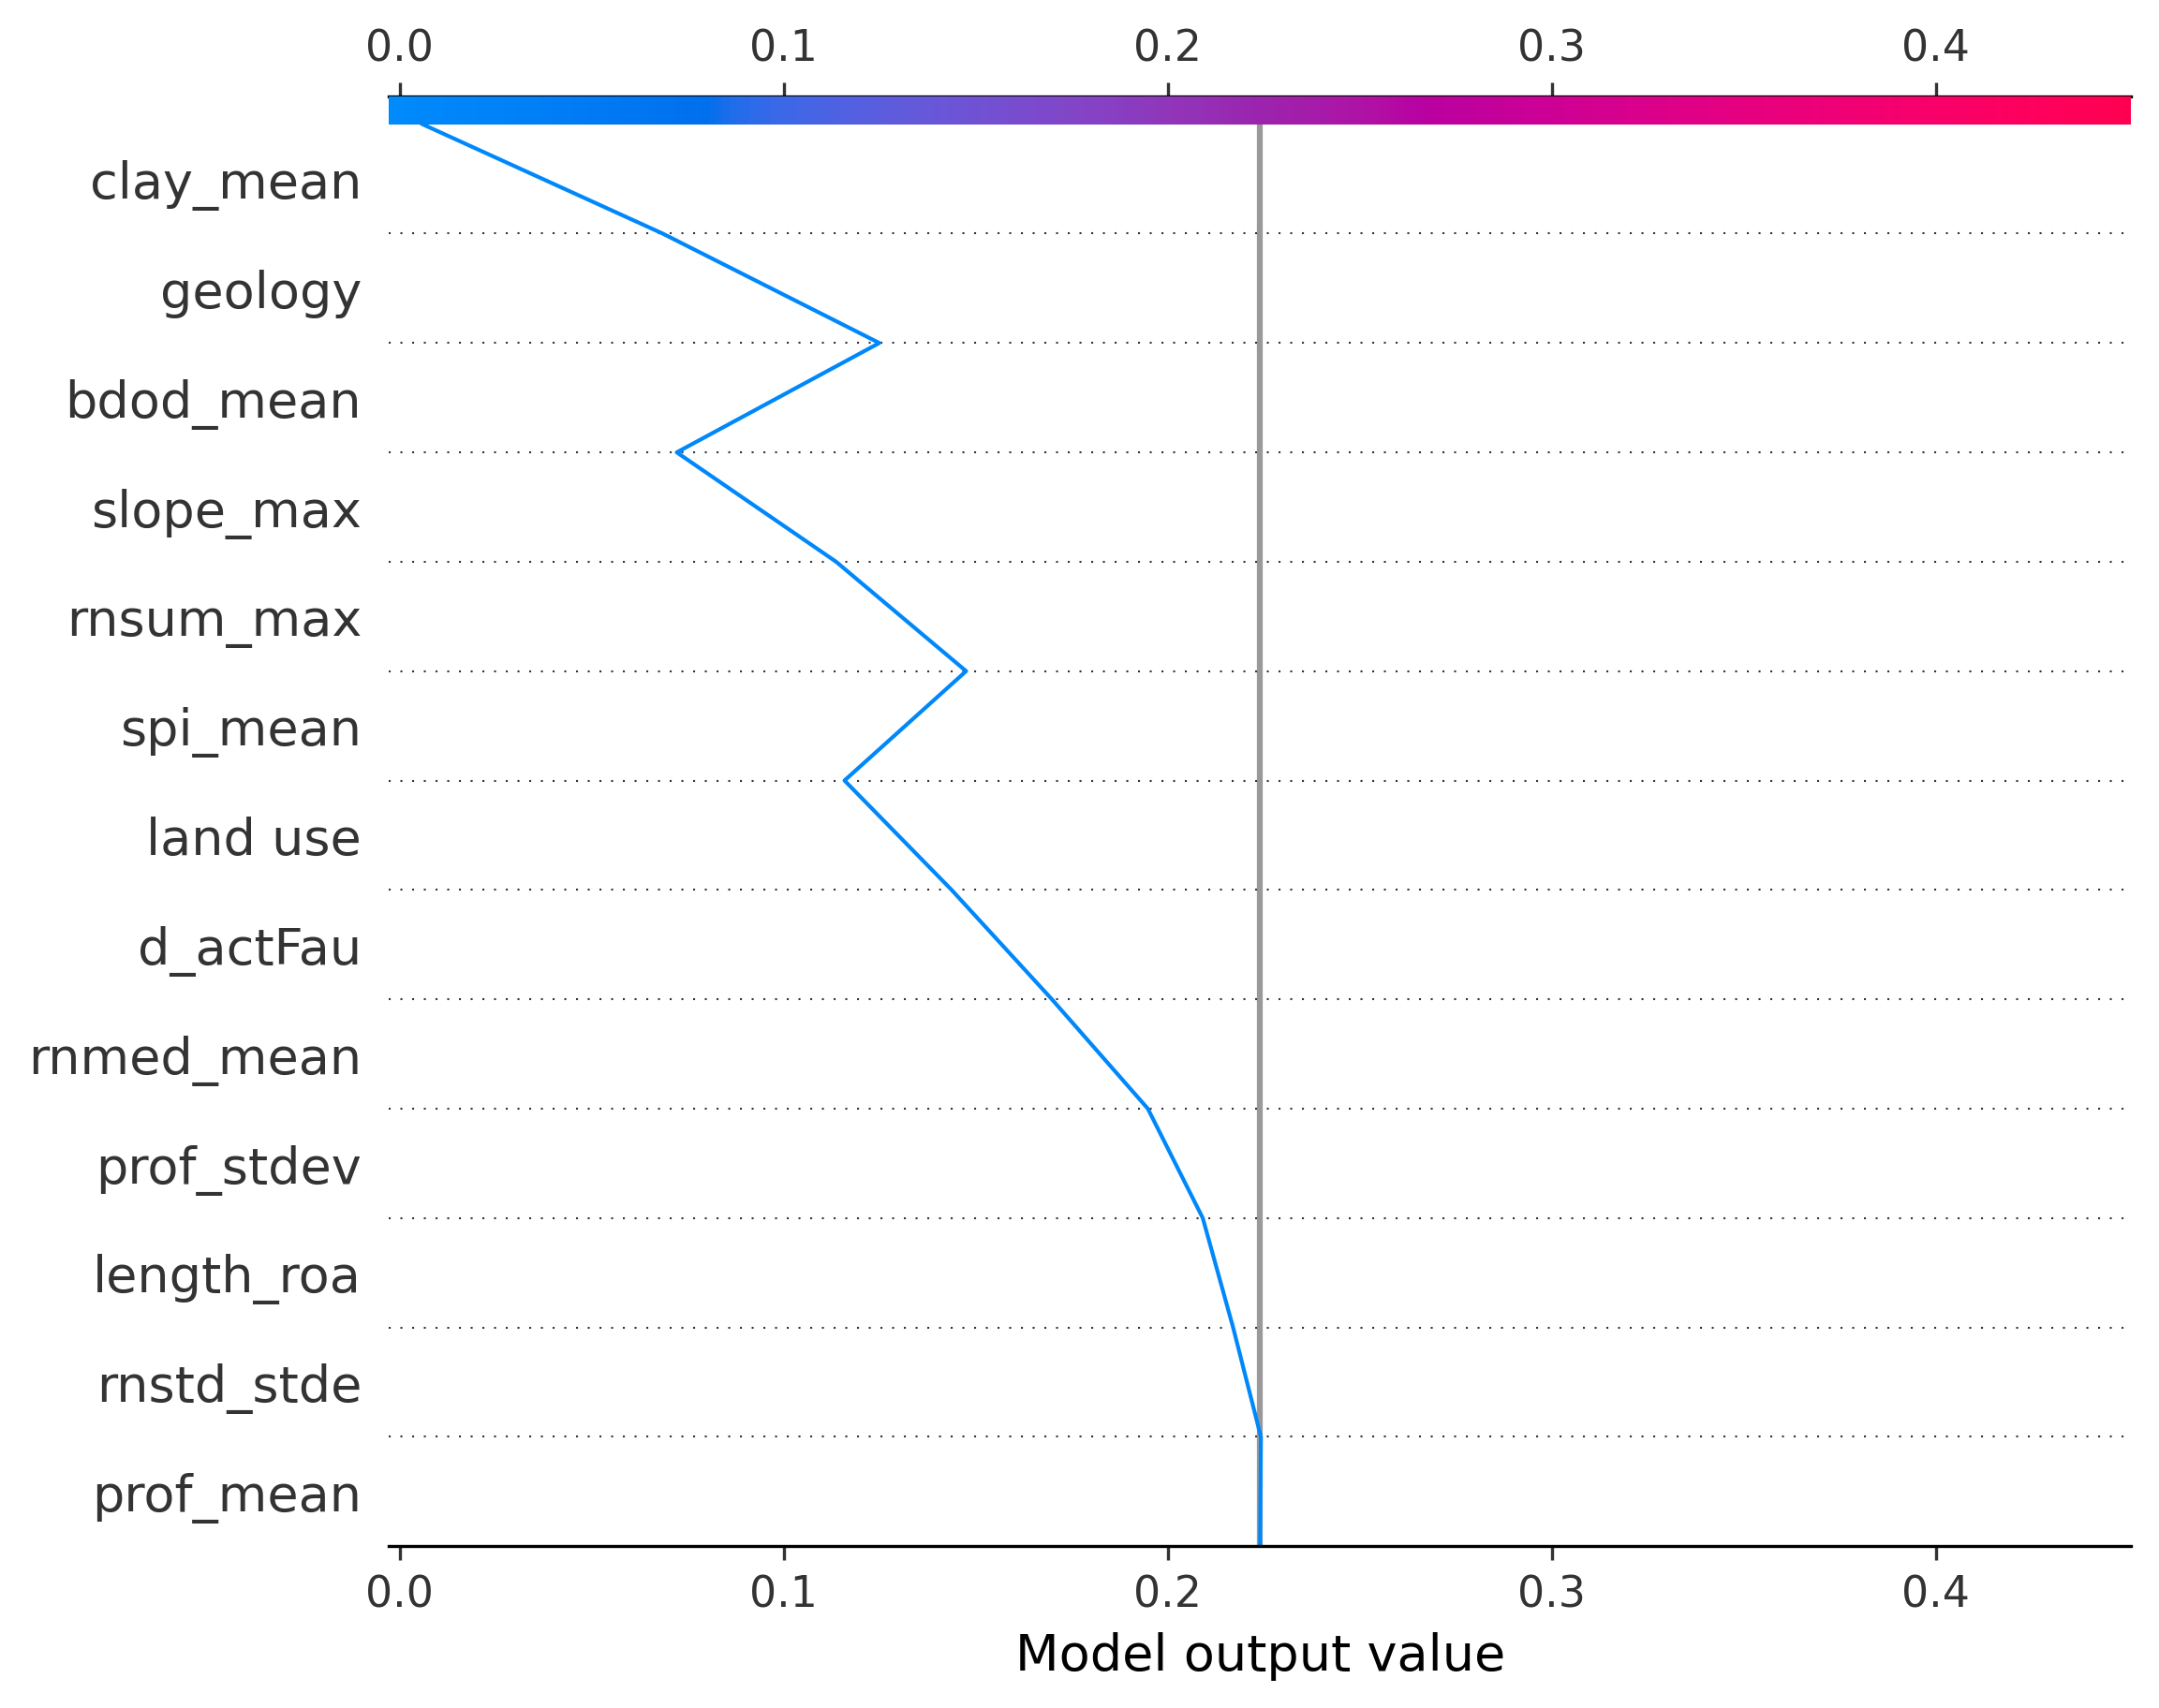 0.0 0.1 0.2 0.3 0.4
clay_mean
geology
bdod_mean
slope_max
rnsum_max
spi_mean
land use
d_actFau
rnmed_mean
prof_stdev
length_roa
rnstd_stde
prof_mean
0.0 0.1 0.2 0.3 0.4
Model output value